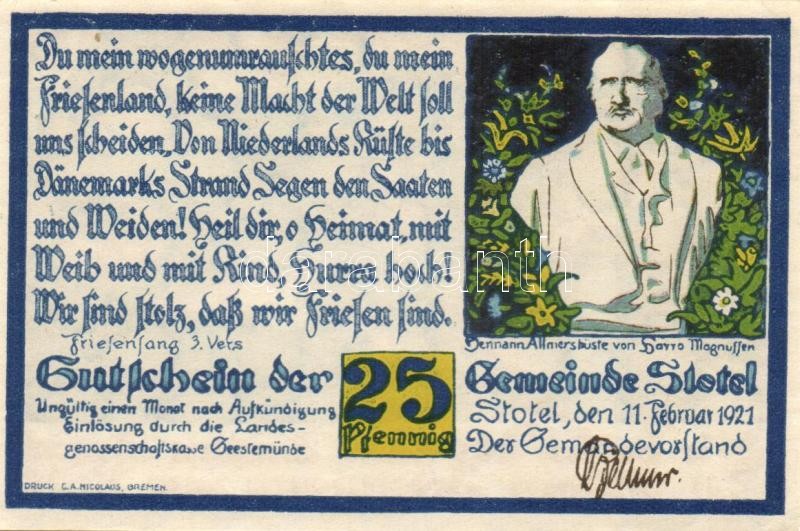 Du mein wogenumrauschtes, du mein
Friesenland, keine Macht der Welt soll
uns scheiden. Von Niederlands Küste bis
Dänemarks Strand Segen den Saaten
und Weiden! Heil dir, o Heimat, mit
Weib und mit Kind, Hurra hoch!
Wir sind stolz, daß wir Friesen sind.
Friesensang 3. Vers
Hermann Allmersbüste von Harro Magnussen
Gutschein der
25
Pfennig
Gemeinde Stotel
Ungültig einen Monat nach Aufkündigung
Einlösung durch die Landes-
genossenschaftskasse Geestemünde
Stotel, den 11. Februar 1921
Der Gemeindevorstand
DRUCK C.A. NICOLAUS, BREMEN.
darabanth